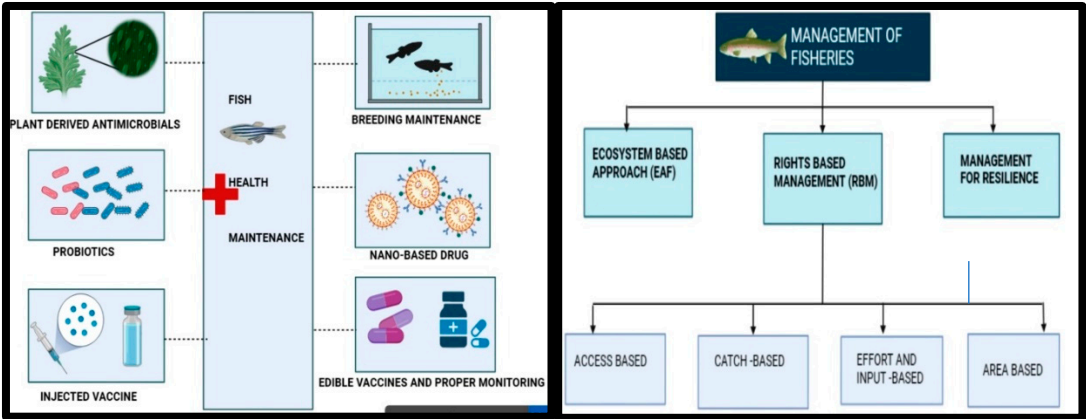 PLANT DERIVED ANTIMICROBIALS
PROBIOTICS
INJECTED VACCINE
FISH
HEALTH
MAINTENANCE
BREEDING MAINTENANCE
NANO-BASED DRUG
EDIBLE VACCINES AND PROPER MONITORING
MANAGEMENT OF
FISHERIES
ECOSYSTEM BASED
APPROACH (EAF)
RIGHTS BASED
MANAGEMENT (RBM)
MANAGEMENT
FOR RESILIENCE
ACCESS BASED
CATCH -BASED
EFFORT AND
INPUT -BASED
AREA BASED